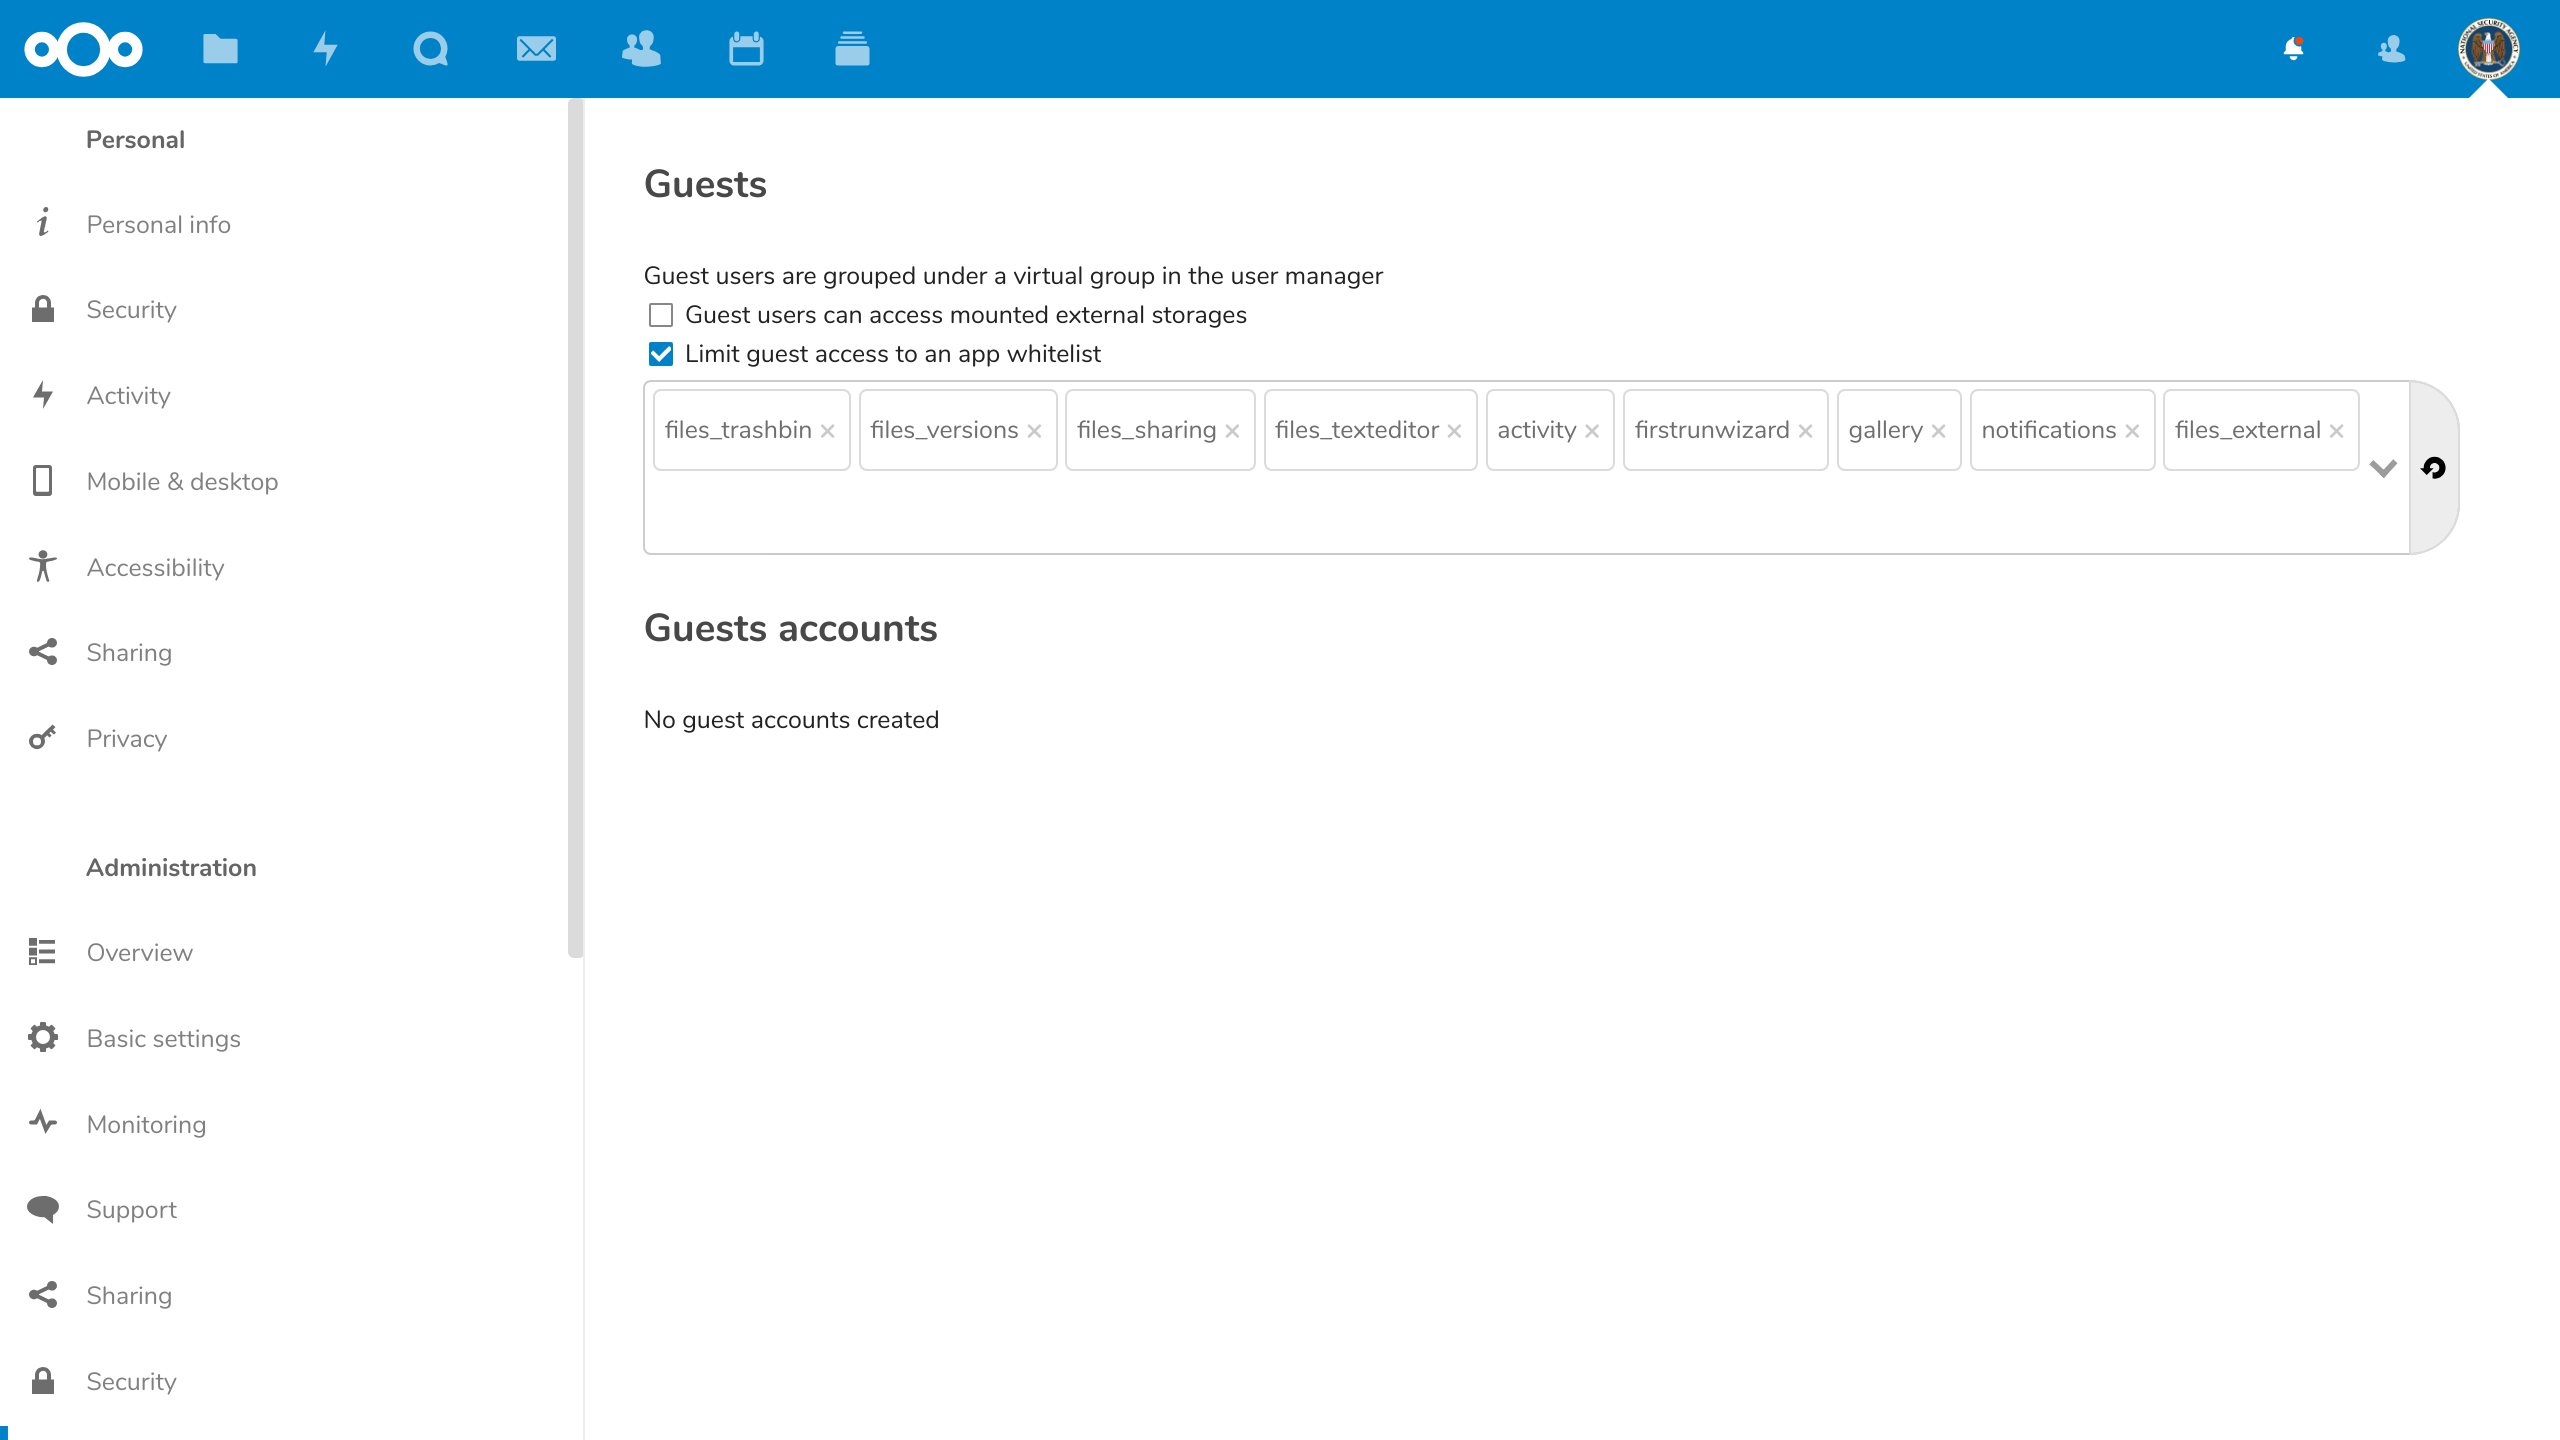 Personal
Personal info
Security
Activity
Mobile & desktop
Accessibility
Sharing
Privacy
Administration
Overview
Basic settings
Monitoring
Support
Sharing
Security
Guests
Guest users are grouped under a virtual group in the user manager
Guest users can access mounted external storages
Limit guest access to an app whitelist
files_trashbin files_versions files_sharing files_texteditor activity firstrunwizard gallery notifications files_external
Guests accounts
No guest accounts created